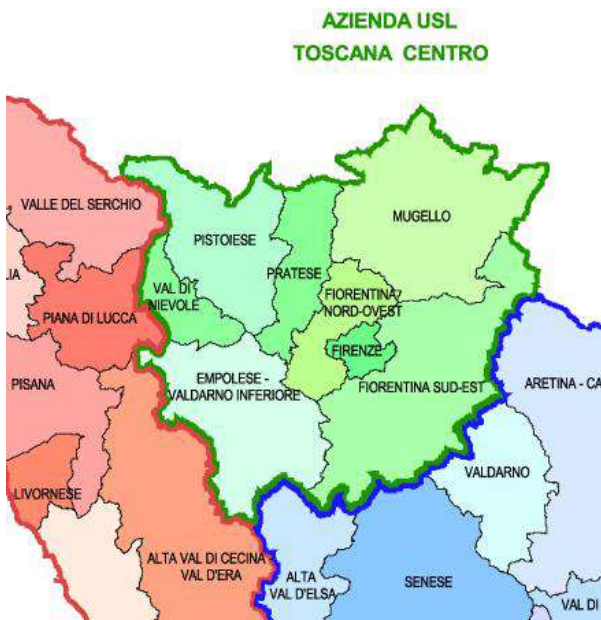 AZIENDA USL
TOSCANA CENTRO
VALLE DEL SERCHIO
MUGELLO
PISTOIESE
PRATESE
LIA
VAL DI
NIEVOLE
FIORENTINA
NORD-OVEST
PIANA DI LUCCA
FIRENZE
PISANA
EMPOLESE -
VALDARNO INFERIORE
FIORENTINA SUD-EST
ARETINA - CA
VALDARNO
LIVORNESE
ALTA VAL DI CECINA -
VAL D'ERA
ALTA
VAL D'ELSA
SENESE
VAL DI